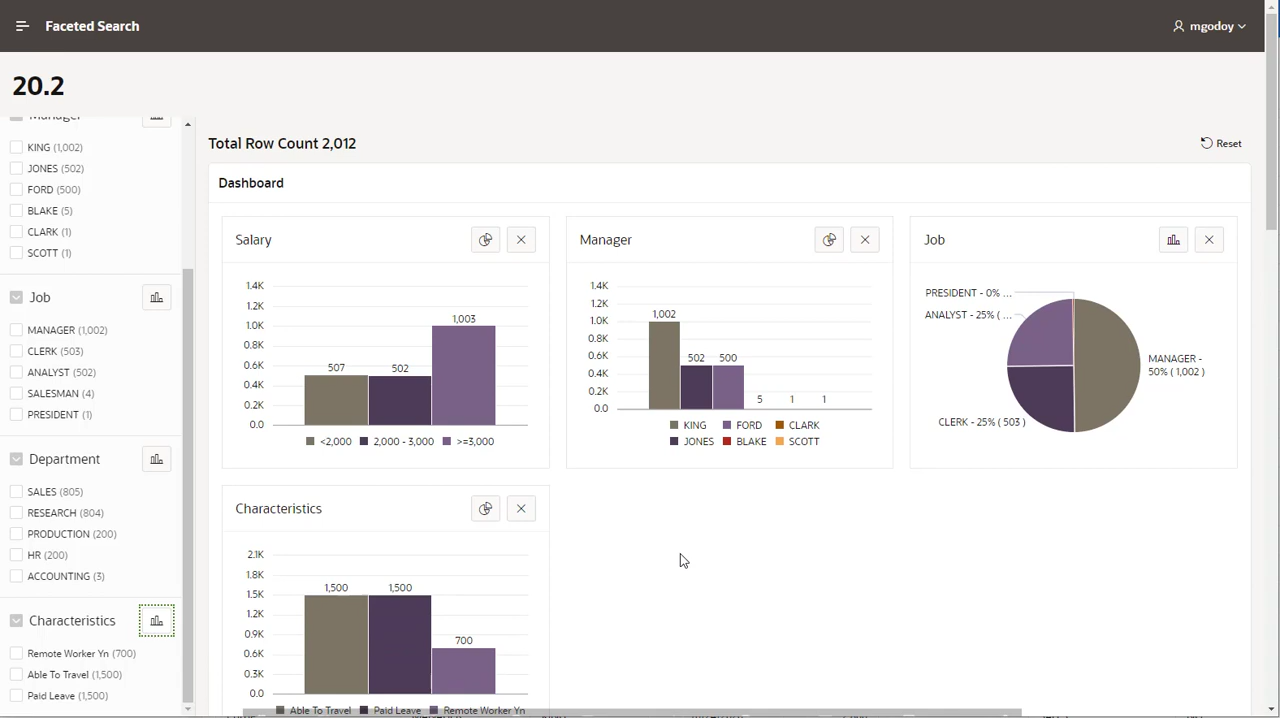 Faceted Search
mgodoy
20.2
Manager
KING (1,002)
JONES (502)
FORD (500)
BLAKE (5)
CLARK (1)
SCOTT (1)
Job
MANAGER (1,002)
CLERK (503)
ANALYST (502)
SALESMAN (4)
PRESIDENT (1)
Department
SALES (805)
RESEARCH (804)
PRODUCTION (200)
HR (200)
ACCOUNTING (3)
Characteristics
Remote Worker Yn (700)
Able To Travel (1,500)
Paid Leave (1,500)
Total Row Count 2,012
Reset
Dashboard
Salary
1.4K
1.2K
1.0K
0.8K
0.6K
0.4K
0.2K
0.0
507
502
1,003
<2,000
2,000 - 3,000
>=3,000
Manager
1.4K
1.2K
1.0K
0.8K
0.6K
0.4K
0.2K
0.0
1,002
502
500
5
1
1
KING
FORD
CLARK
JONES
BLAKE
SCOTT
Job
PRESIDENT - 0% ...
ANALYST - 25% ( ...
MANAGER -
50% ( 1,002 )
CLERK - 25% ( 503 )
Characteristics
2.1K
1.8K
1.5K
1.2K
0.9K
0.6K
0.3K
0.0
1,500
1,500
700
Able To Travel
Paid Leave
Remote Worker Yn